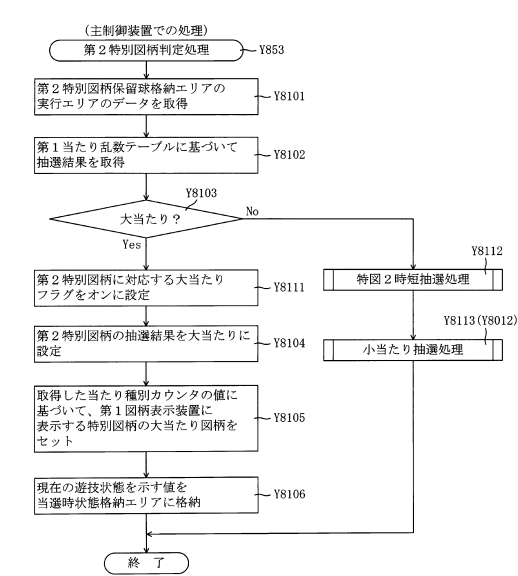 (主制御装置での処理)
第2特別図柄判定処理
Y853
第2特別図柄保留球格納エリアの
実行エリアのデータを取得
Y8101
第1当たり乱数テーブルに基づいて
抽選結果を取得
Y8102
Y8103
大当たり?
No
Yes
第2特別図柄に対応する大当たり
フラグをオンに設定
Y8111
Y8112
特図2時短抽選処理
第2特別図柄の抽選結果を大当たりに
設定
Y8104
Y8113(Y8012)
小当たり抽選処理
取得した当たり種別カウンタの値に
基づいて、第1図柄表示装置に
表示する特別図柄の大当たり図柄を
セット
Y8105
現在の遊技状態を示す値を
当選時状態格納エリアに格納
Y8106
終 了